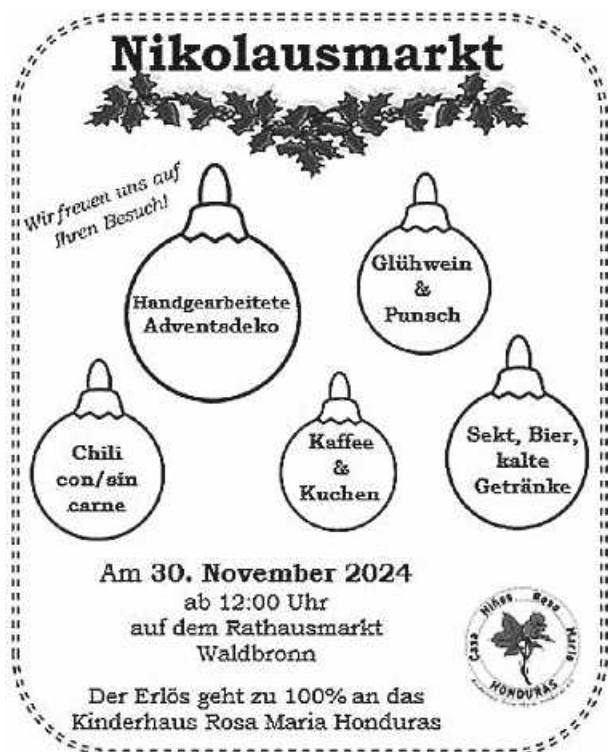 Nikolausmarkt
Wir freuen uns auf
Ihren Besuch!
Handgearbeitete
Adventsdeko
Glühwein
&
Punsch
Chili
con/sin
carne
Kaffee
&
Kuchen
Sekt, Bier,
kalte
Getränke
Am 30. November 2024
ab 12:00 Uhr
auf dem Rathausmarkt
Waldbronn
Casa Niños Rosa Maria
HONDURAS
Der Erlös geht zu 100% an das
Kinderhaus Rosa Maria Honduras